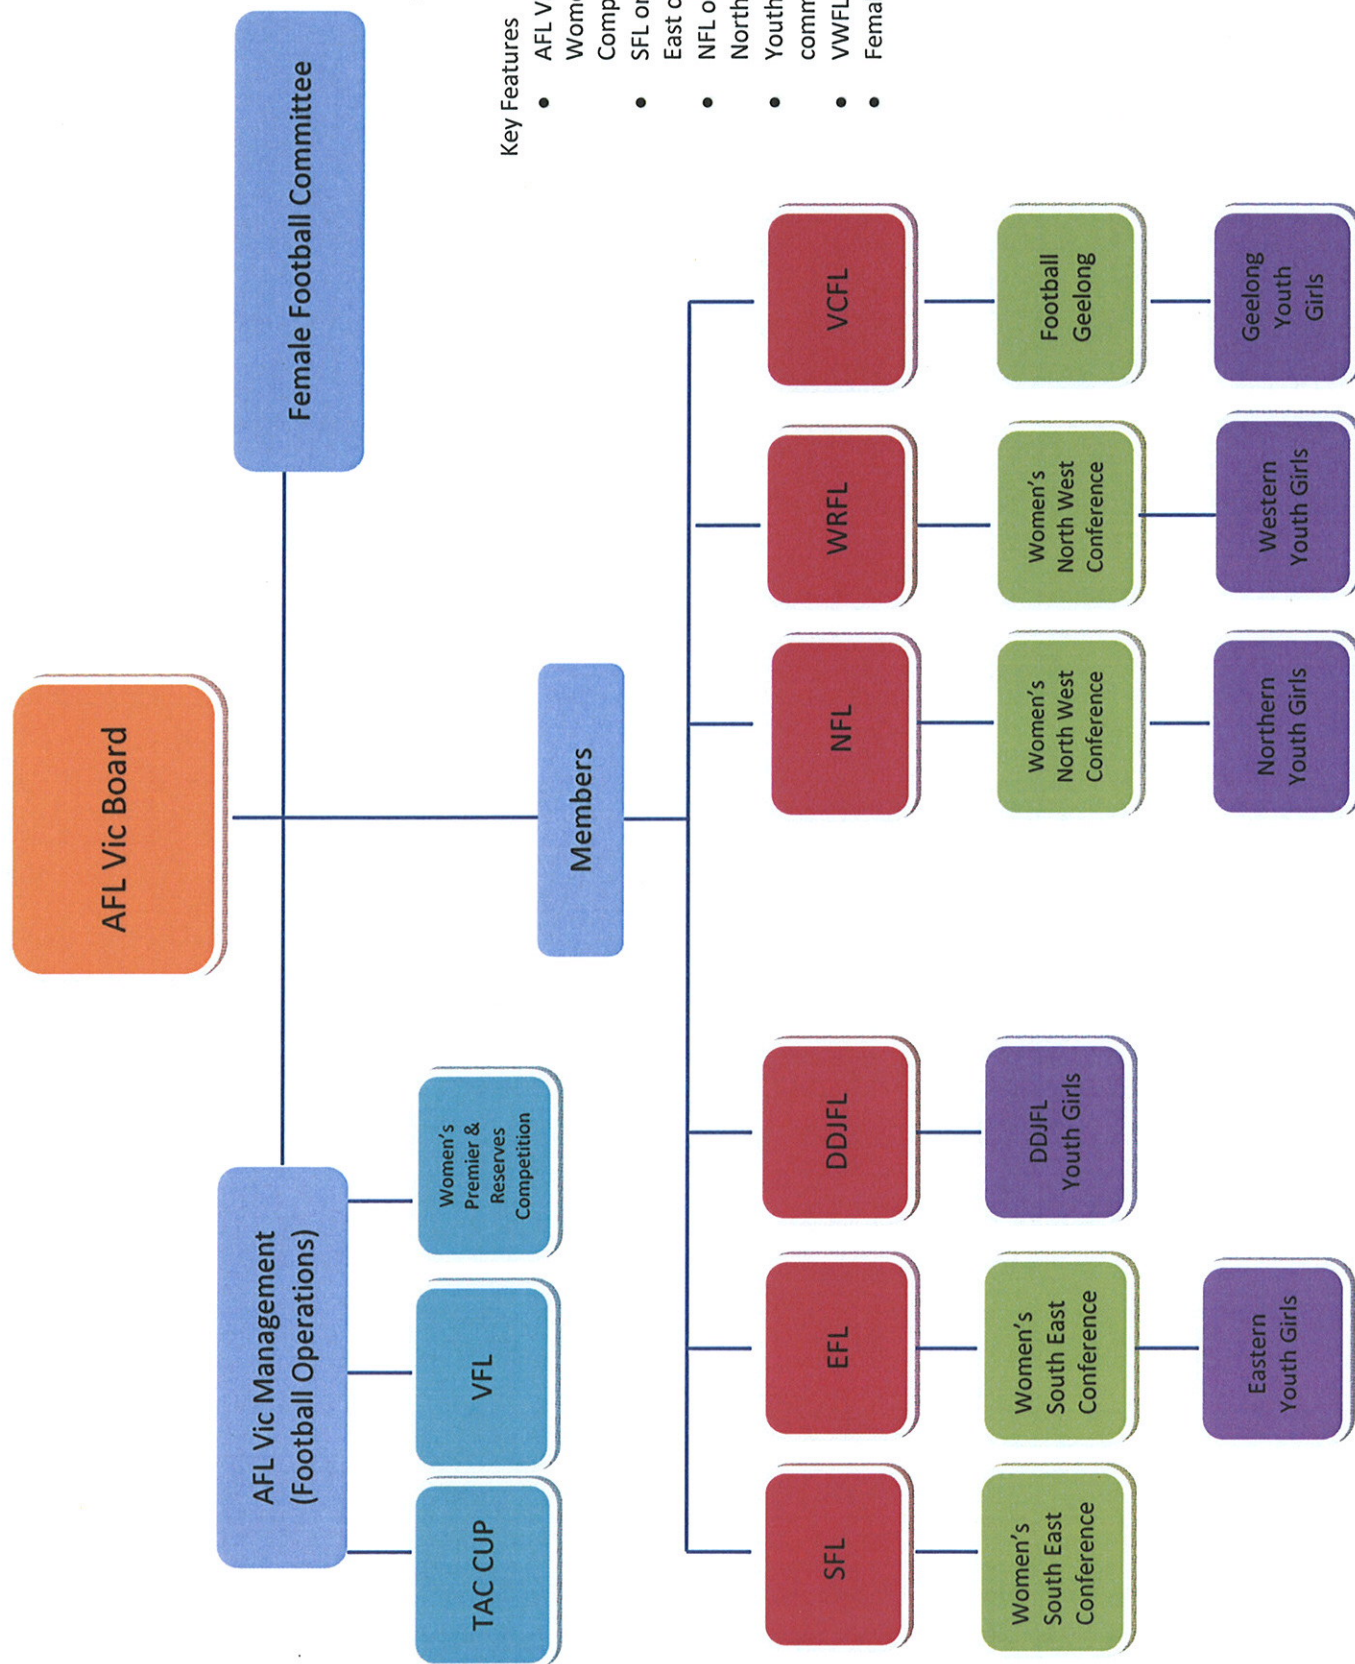 AFL Vic Board
AFL Vic Management
(Football Operations)
Female Football Committee
TAC CUP
VFL
Women's
Premier &
Reserves
Competition
Members
SFL
EFL
DDJFL
NFL
WRFL
VCFL
Women's
South East
Conference
Women's
South East
Conference
DDJFL
Youth Girls
Women's
North West
Conference
Women's
North West
Conference
Football
Geelong
Eastern
Youth Girls
Northern
Youth Girls
Western
Youth Girls
Geelong
Youth
Girls
Key Features
• AFL V
Wome
Comp
• SFL or
East c
• NFL o
North
• Youth
comm
• VWFL
• Fema